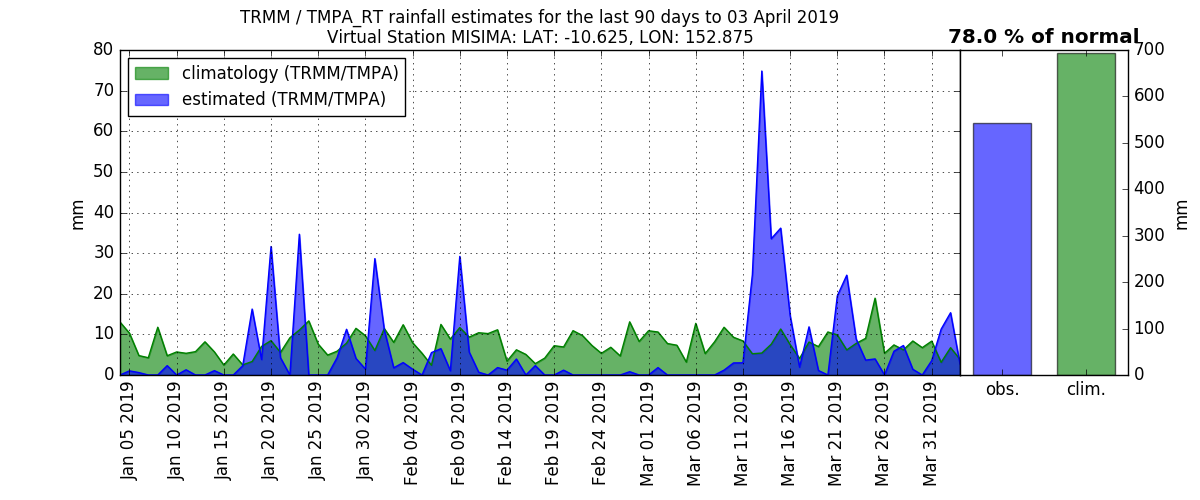 TRMM / TMPA_RT rainfall estimates for the last 90 days to 03 April 2019
Virtual Station MISIMA: LAT: -10.625, LON: 152.875
78.0 % of normal
climatology (TRMM/TMPA)
estimated (TRMM/TMPA)
mm
80
70
60
50
40
30
20
10
0
Jan 05 2019
Jan 10 2019
Jan 15 2019
Jan 20 2019
Jan 25 2019
Jan 30 2019
Feb 04 2019
Feb 09 2019
Feb 14 2019
Feb 19 2019
Feb 24 2019
Mar 01 2019
Mar 06 2019
Mar 11 2019
Mar 16 2019
Mar 21 2019
Mar 26 2019
Mar 31 2019
obs.
clim.
700
600
500
400
300
200
100
0
mm